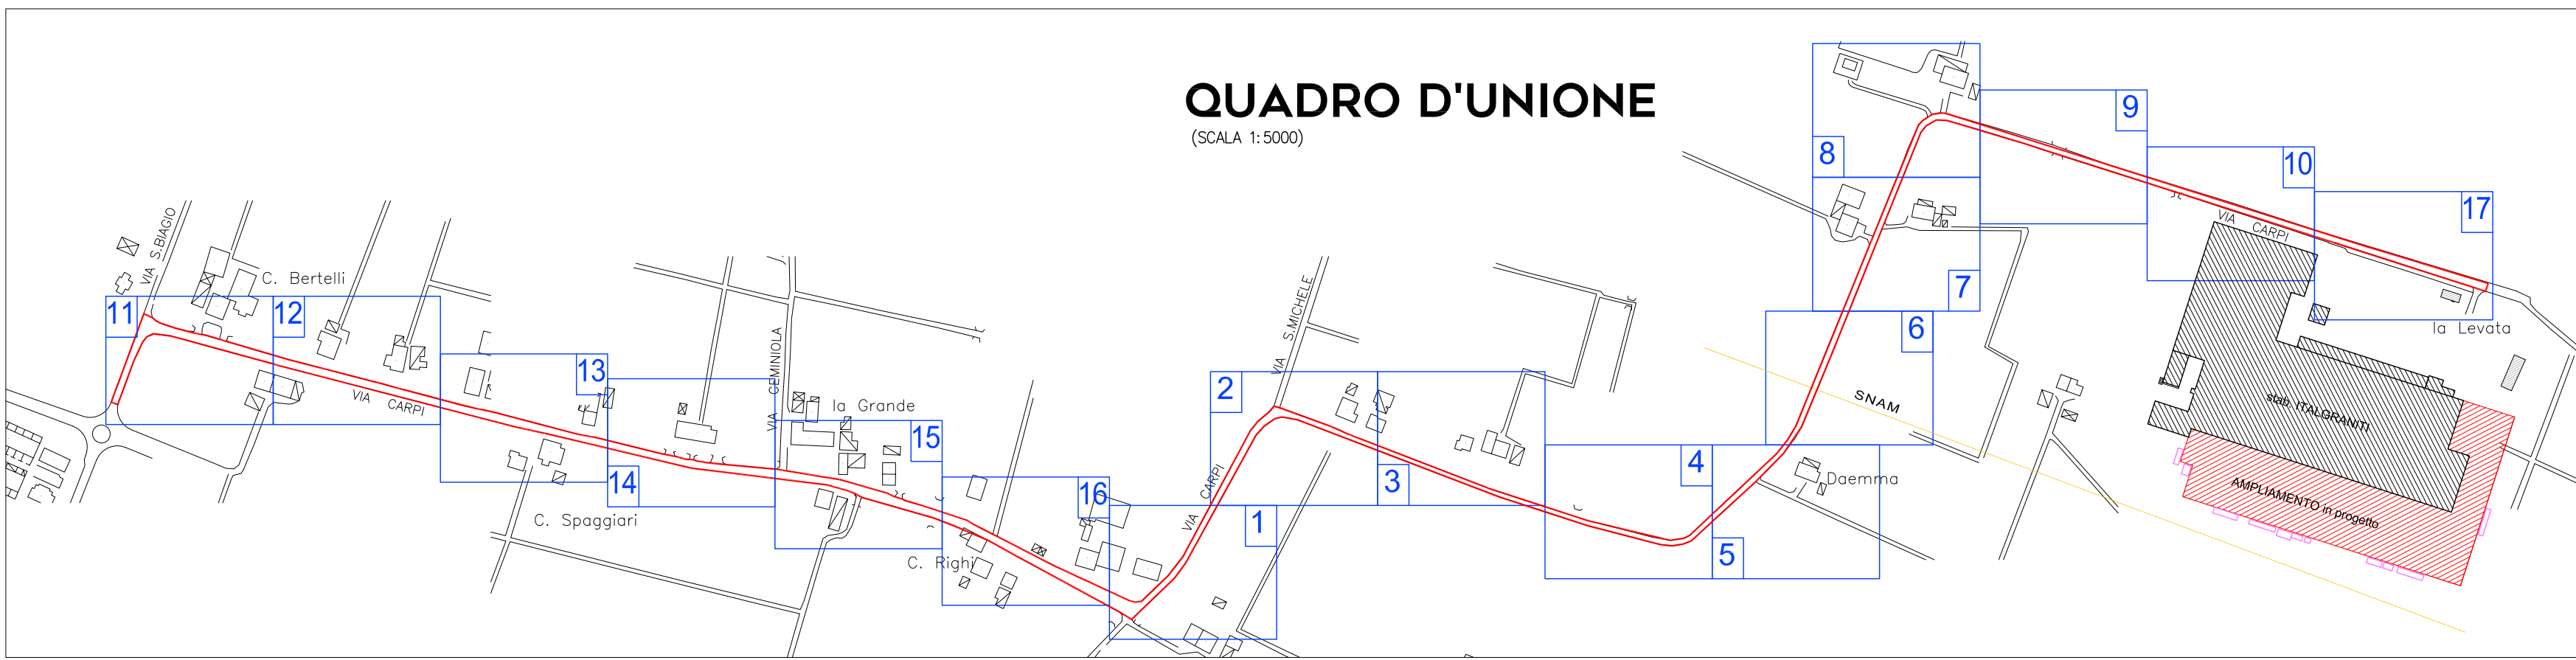 QUADRO D'UNIONE
(SCALA 1:5000)
8
9
10
17
VIA CARPI
7
6
la Levata
VIA S.BIAGIO
C. Bertelli
11
12
13
VIA CARPI
VIA GEMINIOLA
la Grande
14
15
C. Spaggiari
16
C. Righi
VIA S.MICHELE
2
VIA CARPI
1
3
4
5
SNAM
Daemma
stab. ITALGRANITI
AMPLIAMENTO in progetto